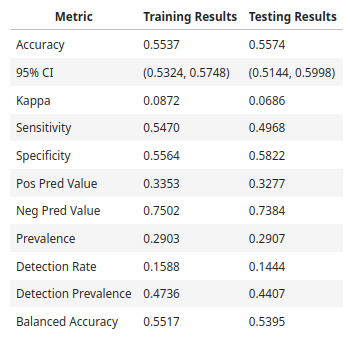 Metric Training Results Testing Results
Accuracy 0.5537 0.5574
95% CI (0.5324, 0.5748) (0.5144, 0.5998)
Kappa 0.0872 0.0686
Sensitivity 0.5470 0.4968
Specificity 0.5564 0.5822
Pos Pred Value 0.3353 0.3277
Neg Pred Value 0.7502 0.7384
Prevalence 0.2903 0.2907
Detection Rate 0.1588 0.1444
Detection Prevalence 0.4736 0.4407
Balanced Accuracy 0.5517 0.5395